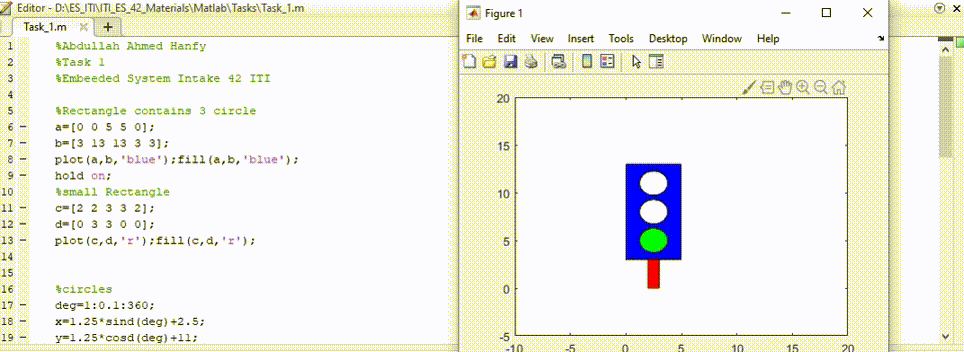 Editor - D:\ES_ITI\ITI_ES_42_Materials\Matlab\Tasks\Task_1.m
Task_1.m
1 %Abdullah Ahmed Hanfy
2 %Task 1
3 %Embeeded System Intake 42 ITI
4
5 %Rectangle contains 3 circle
6 - a=[0 0 5 5 0];
7 - b=[3 13 13 3 3];
8 - plot(a,b,'blue');fill(a,b,'blue');
9 - hold on;
10 %small Rectangle
11 - c=[2 2 3 3 2];
12 - d=[0 3 3 0 0];
13 - plot(c,d,'r');fill(c,d,'r');
14
15
16 %circles
17 - deg=1:0.1:360;
18 - x=1.25*sind(deg)+2.5;
19 - y=1.25*cosd(deg)+11;
Figure 1
File Edit View Insert Tools Desktop Window Help
20
15
10
5
0
-5
-10 0 5 10 15 20